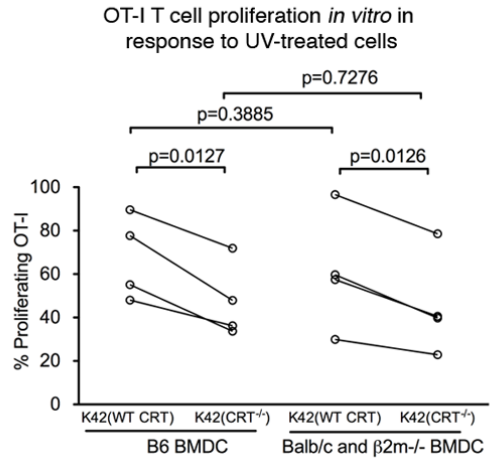 OT-I T cell proliferation in vitro in
response to UV-treated cells
p=0.7276
p=0.3885
p=0.0127
p=0.0126
% Proliferating OT-I
100
80
60
40
20
0
K42(WT CRT) K42(CRT-/-) K42(WT CRT) K42(CRT-/-)
B6 BMDC Balb/c and β2m-/- BMDC